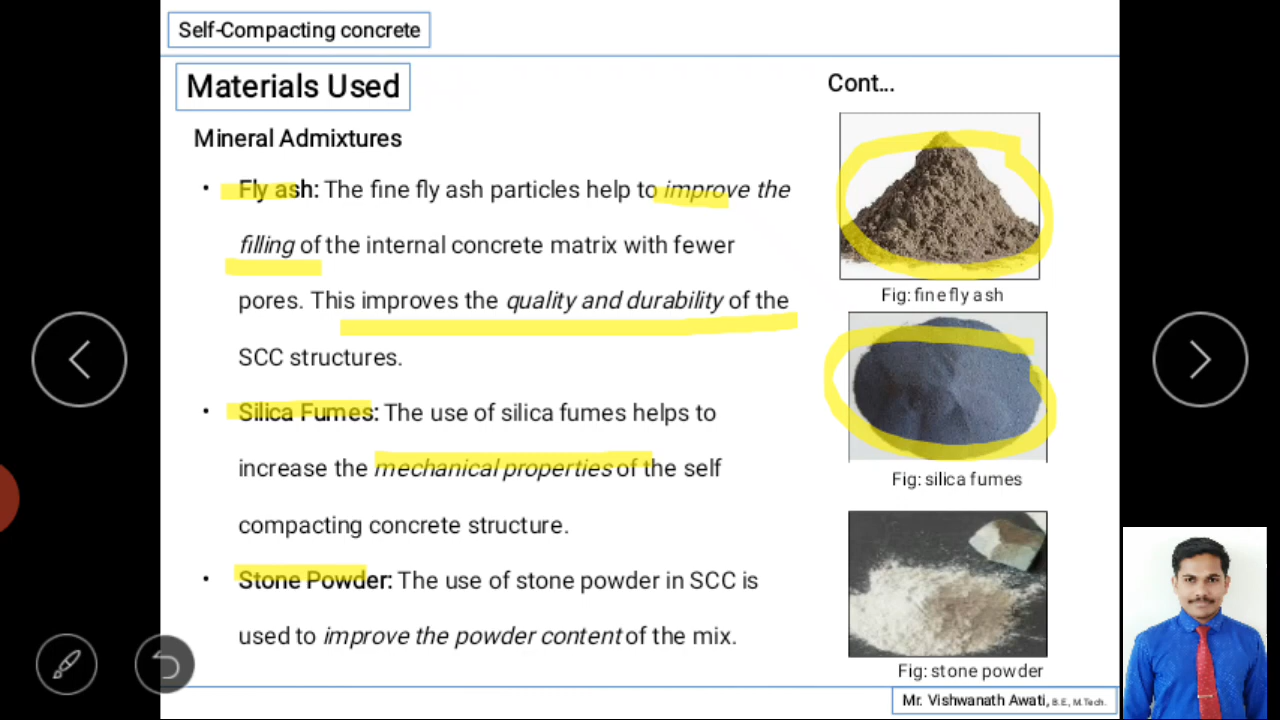 Self-Compacting concrete
Materials Used
Cont...
Mineral Admixtures
• Fly ash: The fine fly ash particles help to improve the
filling of the internal concrete matrix with fewer
pores. This improves the quality and durability of the
SCC structures.
• Silica Fumes: The use of silica fumes helps to
increase the mechanical properties of the self
compacting concrete structure.
• Stone Powder: The use of stone powder in SCC is
used to improve the powder content of the mix.
Fig: fine fly ash
Fig: silica fumes
Fig: stone powder
Mr. Vishwanath Awati, B.E, M.Tech.